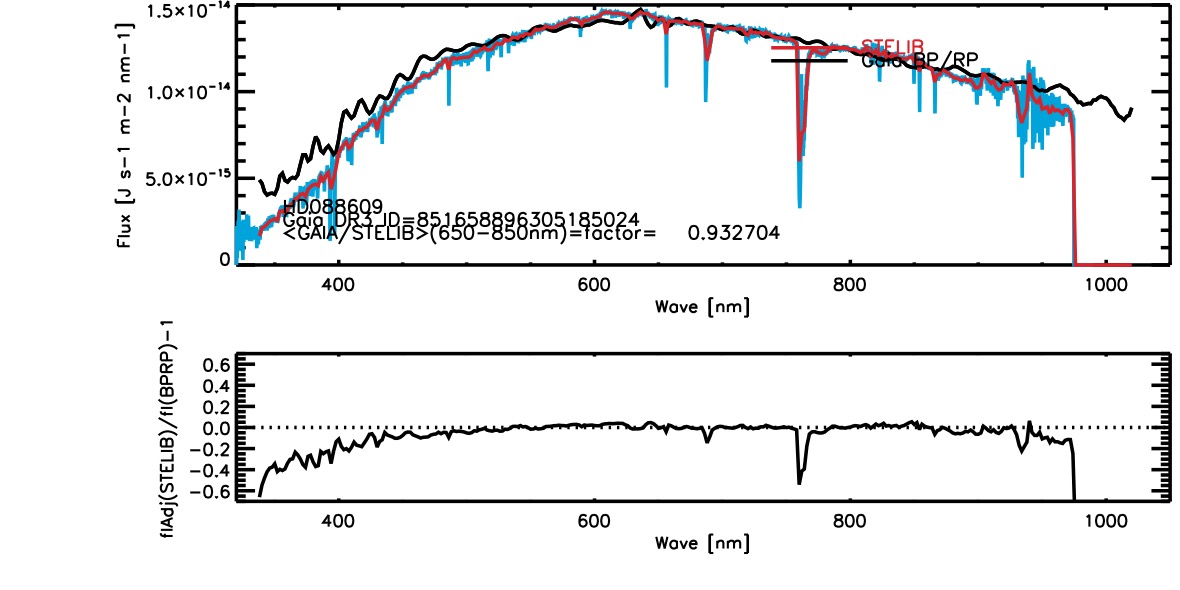 1.5×10−14
1.0×10−14
5.0×10−15
0
Flux [J s−1 m−2 nm−1]
STELIB
Gaia BP/RP
HD088609
Gaia DR3 ID=851658896305185024
<GAIA/STELIB>(650−850nm)=factor= 0.932704
400 600 800 1000
Wave [nm]
flAdj(STELIB)/fl(BPRP)−1
0.6
0.4
0.2
0.0
−0.2
−0.4
−0.6
400 600 800 1000
Wave [nm]